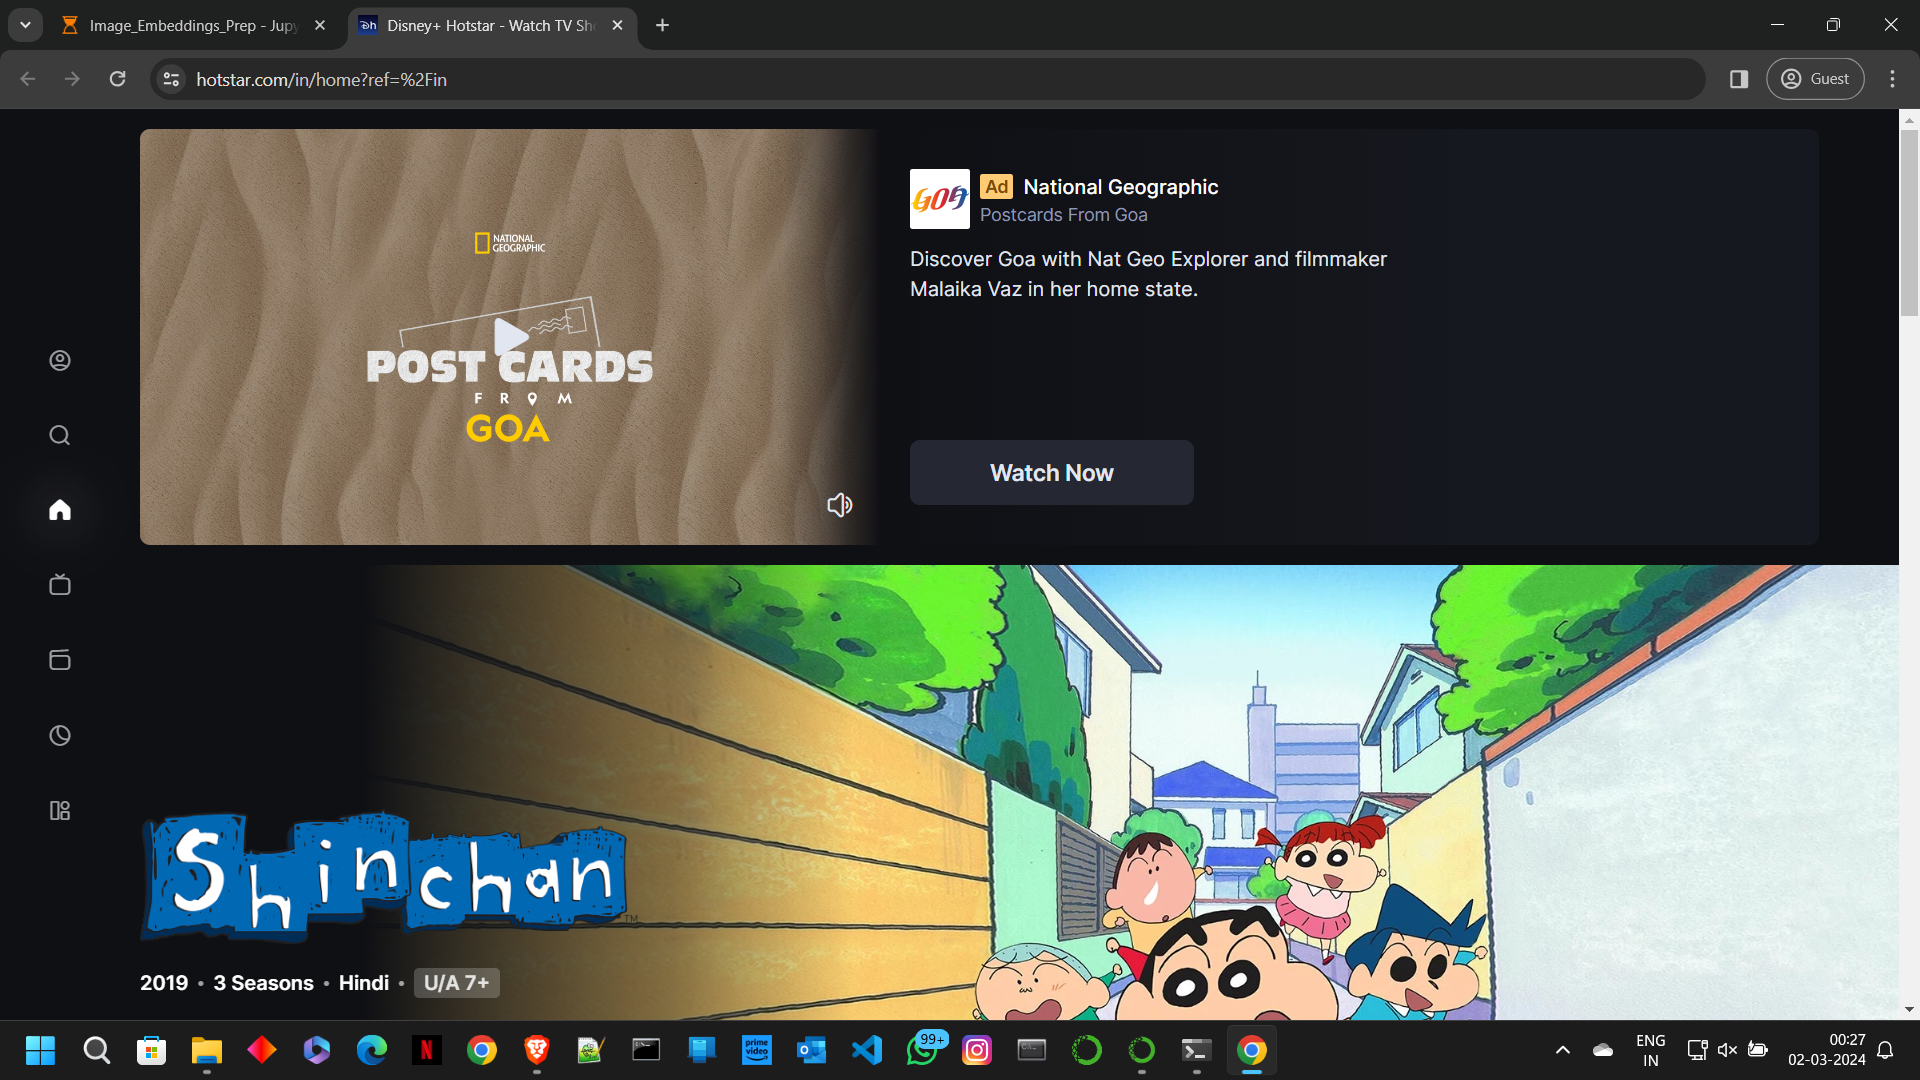 Image_Embeddings_Prep - Jupy
Disney+ Hotstar - Watch TV Sh
hotstar.com/in/home?ref=%2Fin
Guest
NATIONAL
GEOGRAPHIC
POST CARDS
FROM
GOA
GOA
Ad National Geographic
Postcards From Goa
Discover Goa with Nat Geo Explorer and filmmaker
Malaika Vaz in her home state.
Watch Now
Shinchan
TM
2019 • 3 Seasons • Hindi • U/A 7+
N
prime
video
99+
ENG
IN
00:27
02-03-2024